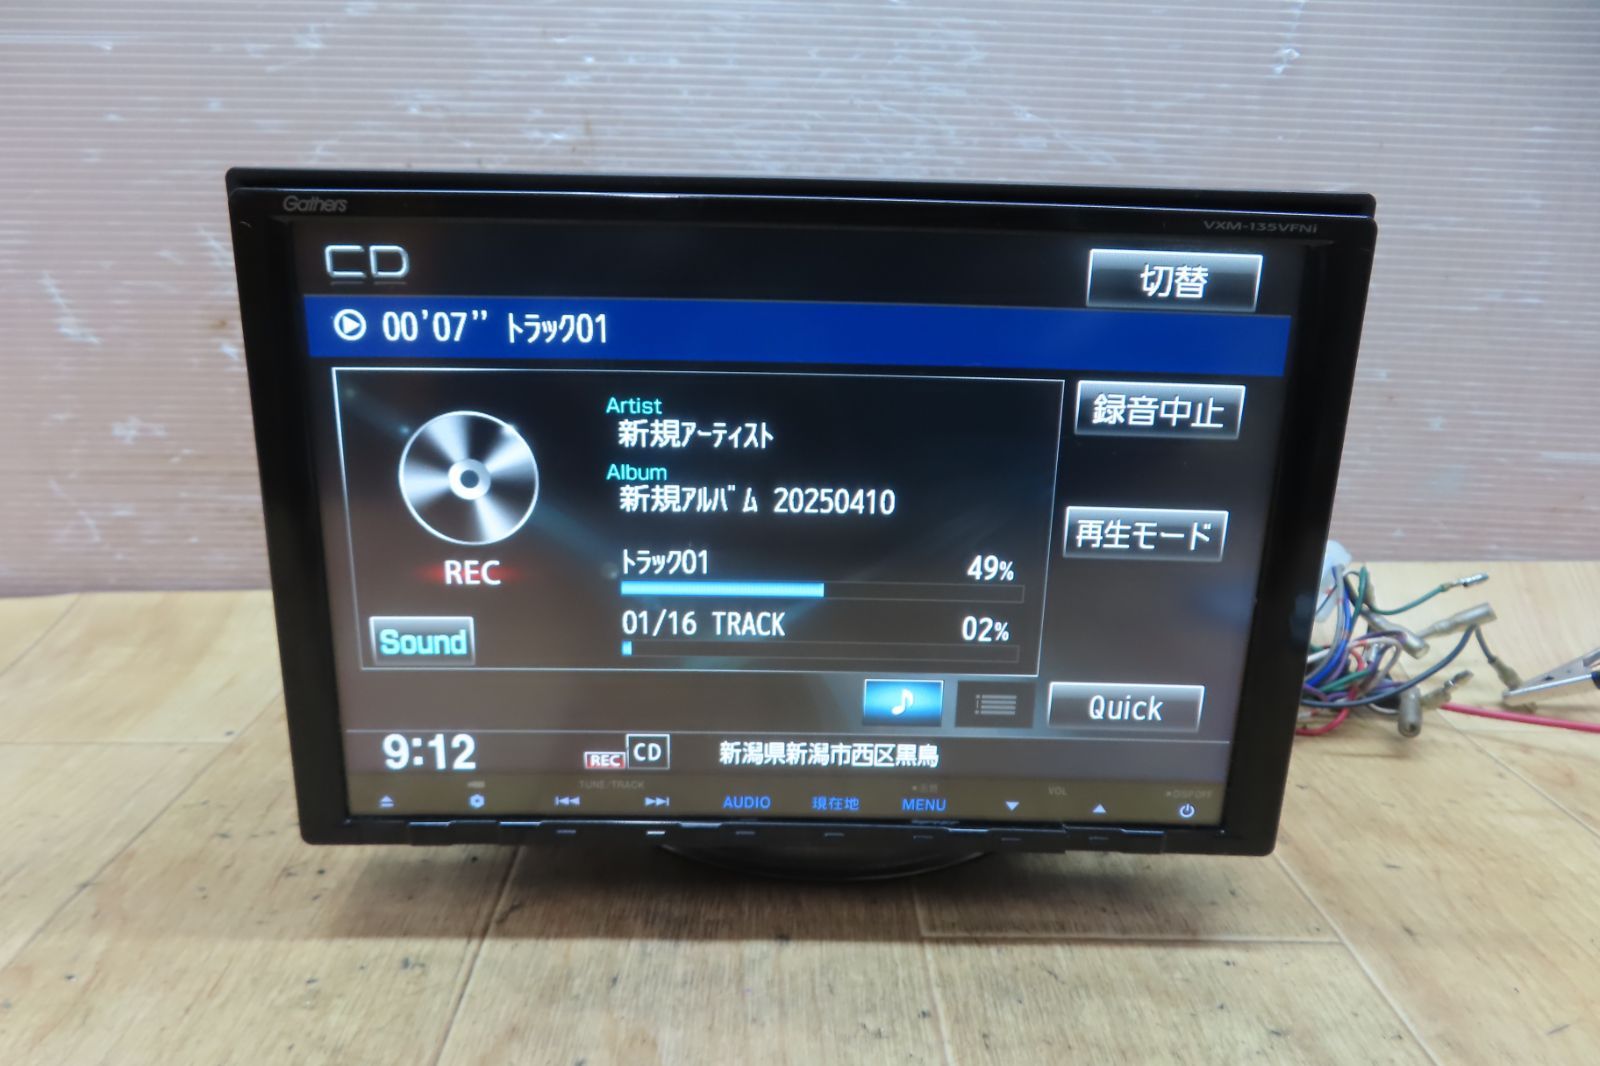 Gathers
VXM-135VFNi
CD
切替
00'07" トラック01
Artist
新規アーティスト
録音中止
Album
新規アルバム 20250410
トラック01 49%
再生モード
REC
01/16 TRACK 02%
Sound
Quick
9:12 REC CD 新潟県新潟市西区黒鳥
TUNE/TRACK VOL
AUDIO 現在地 MENU